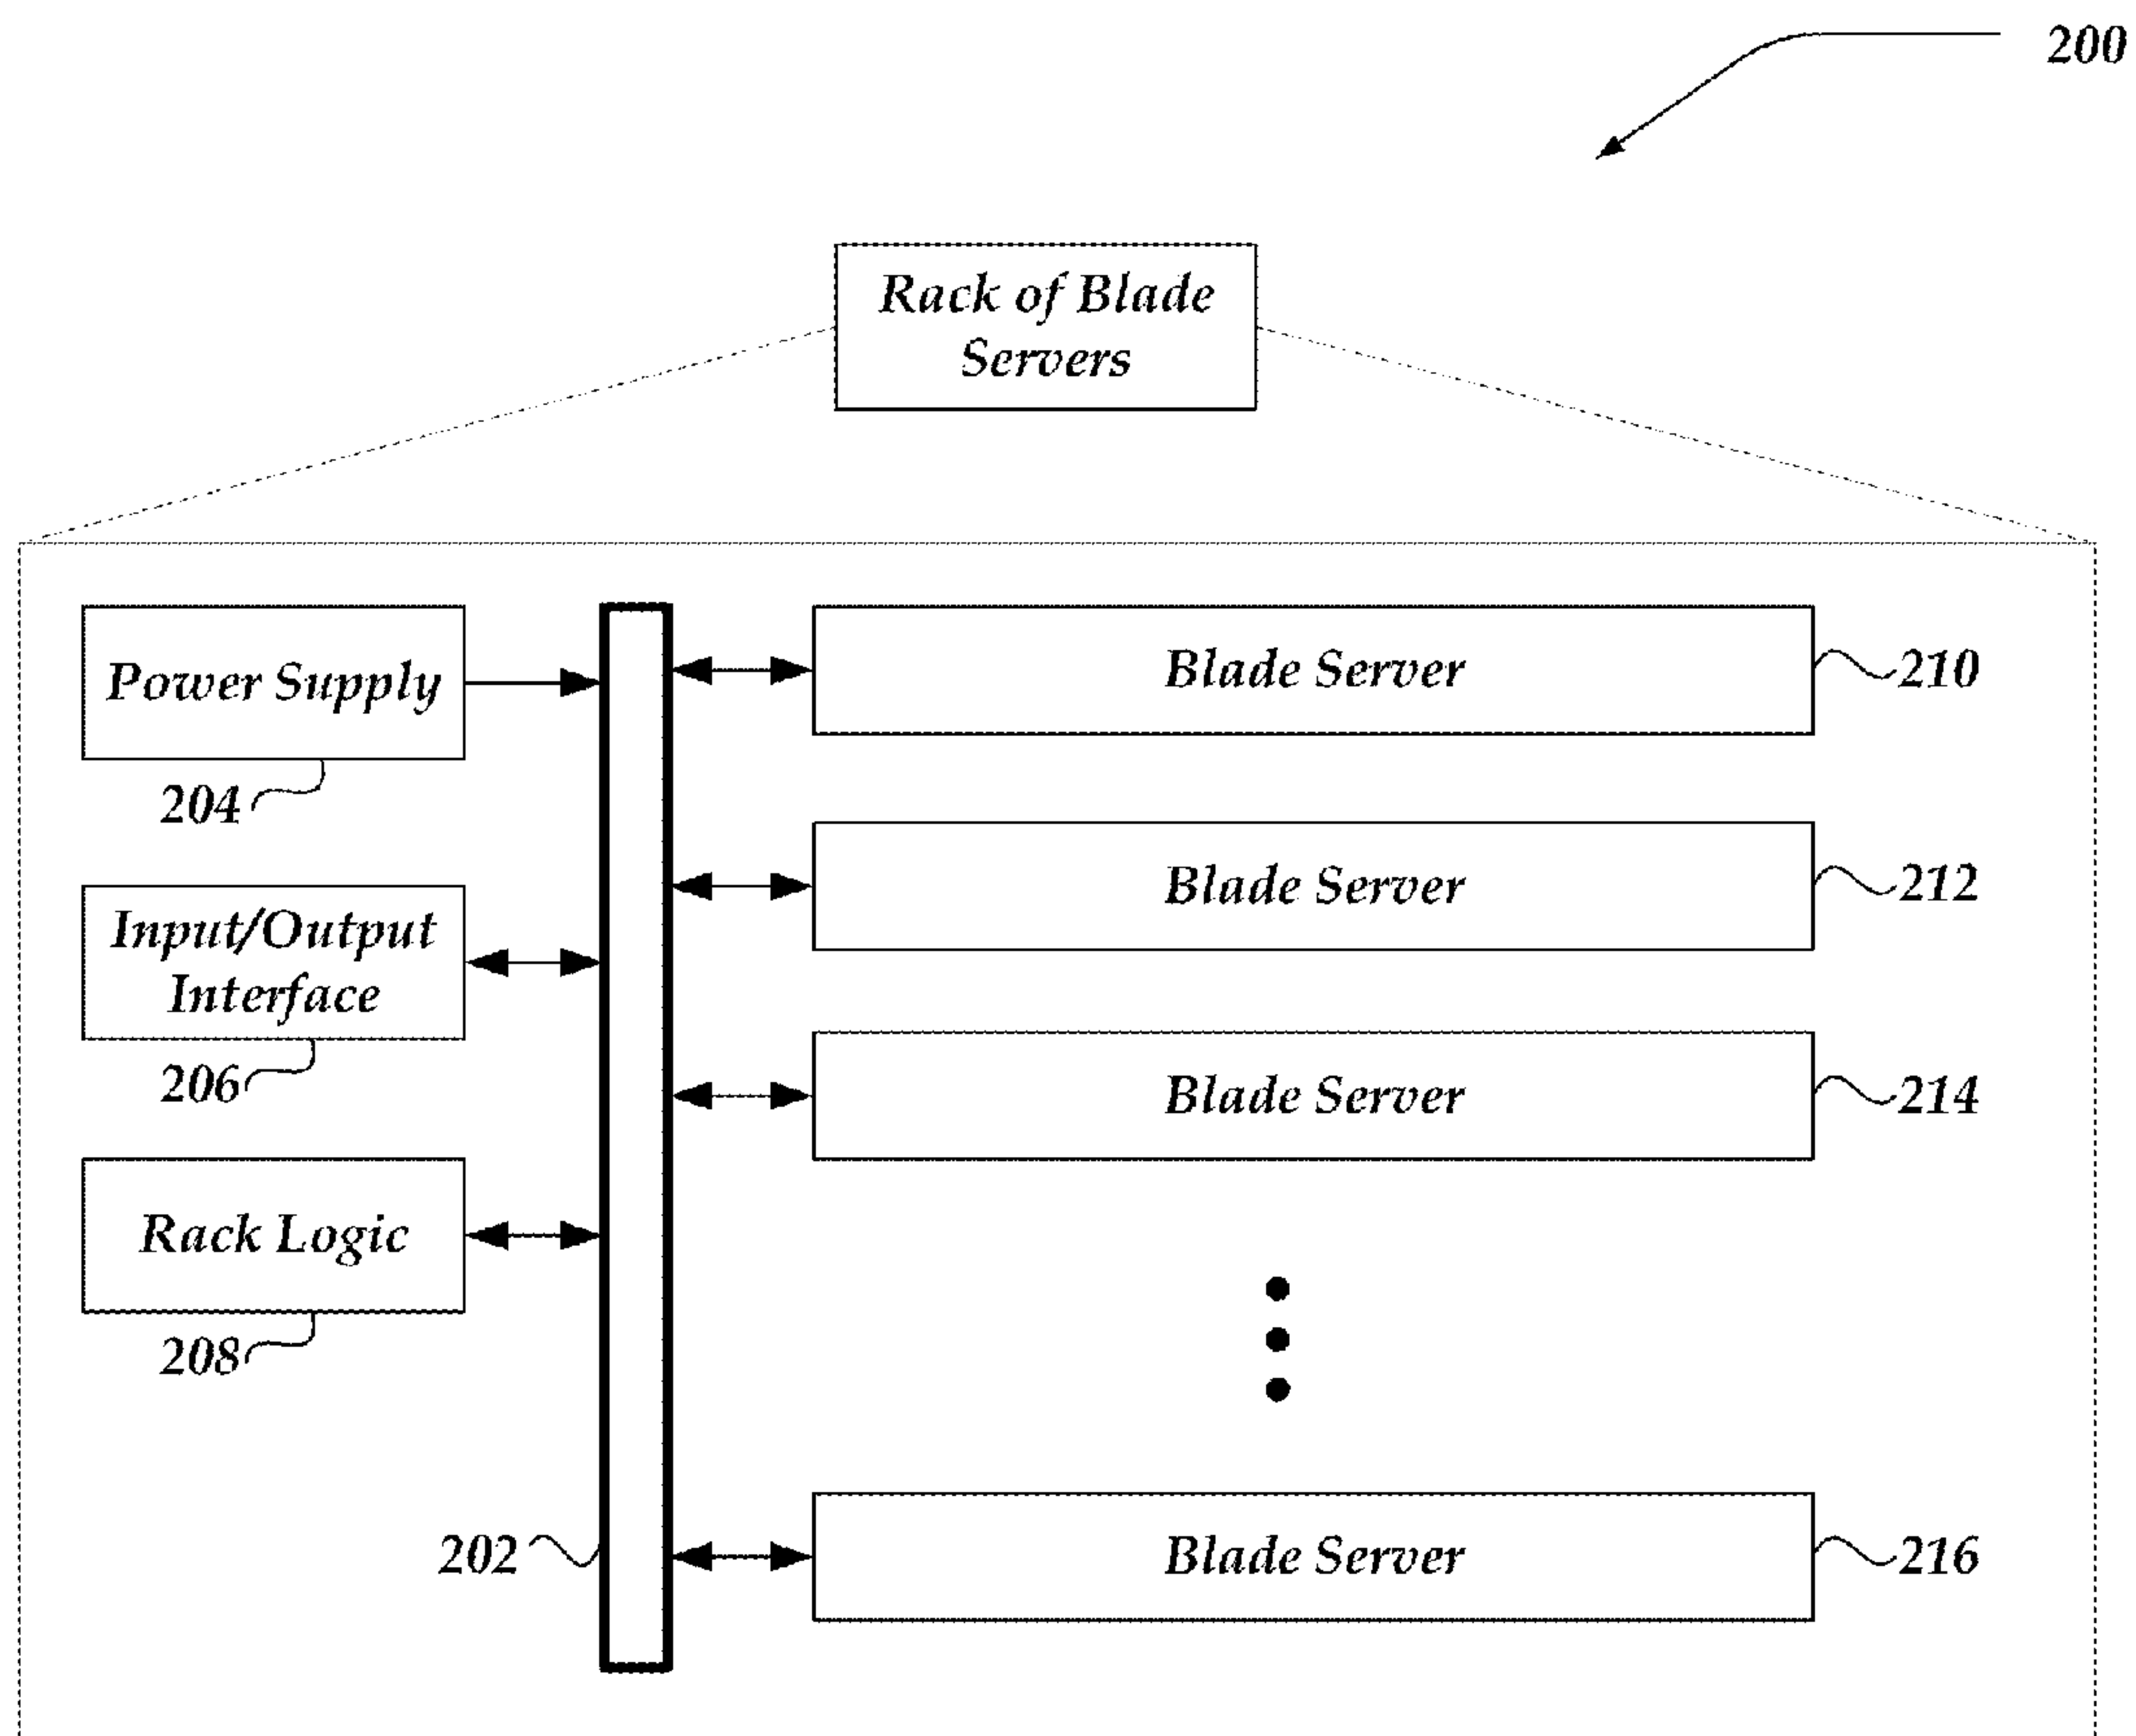 200
Rack of Blade
Servers
Power Supply
204
Input/Output
Interface
206
Rack Logic
208
202
Blade Server
210
Blade Server
212
Blade Server
214
Blade Server
216